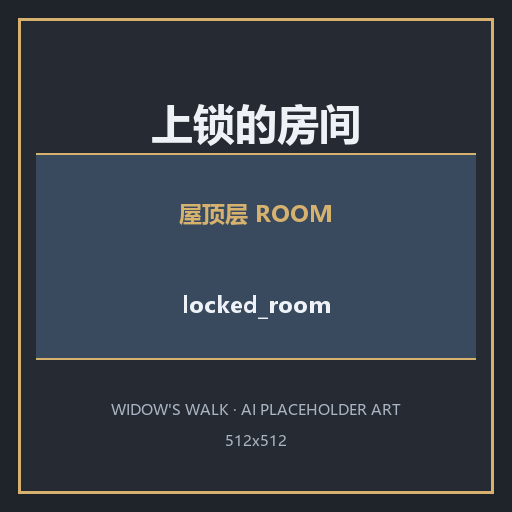 上锁的房间
屋顶层 ROOM
locked_room
WIDOW'S WALK · AI PLACEHOLDER ART
512x512